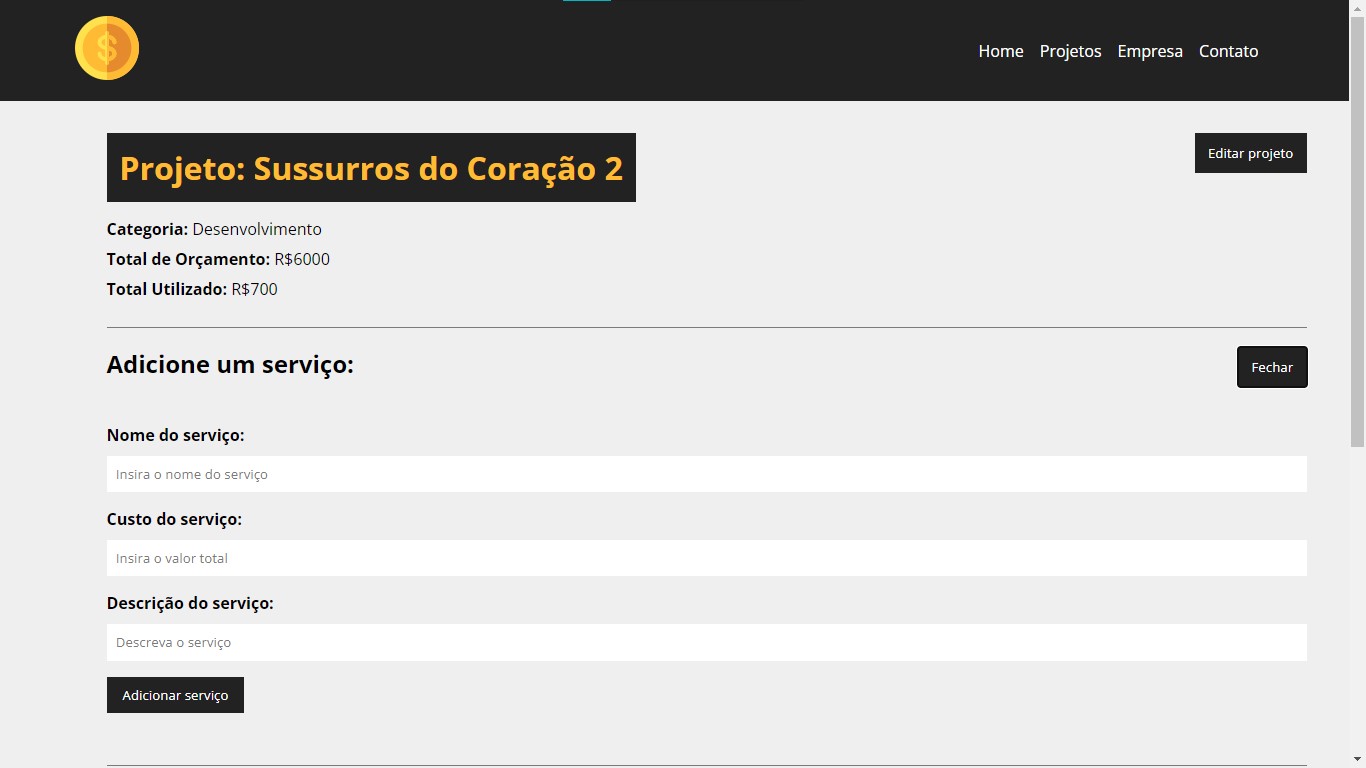 $
Home Projetos Empresa Contato
Projeto: Sussurros do Coração 2
Editar projeto
Categoria: Desenvolvimento
Total de Orçamento: R$6000
Total Utilizado: R$700
Adicione um serviço:
Fechar
Nome do serviço:
Insira o nome do serviço
Custo do serviço:
Insira o valor total
Descrição do serviço:
Descreva o serviço
Adicionar serviço